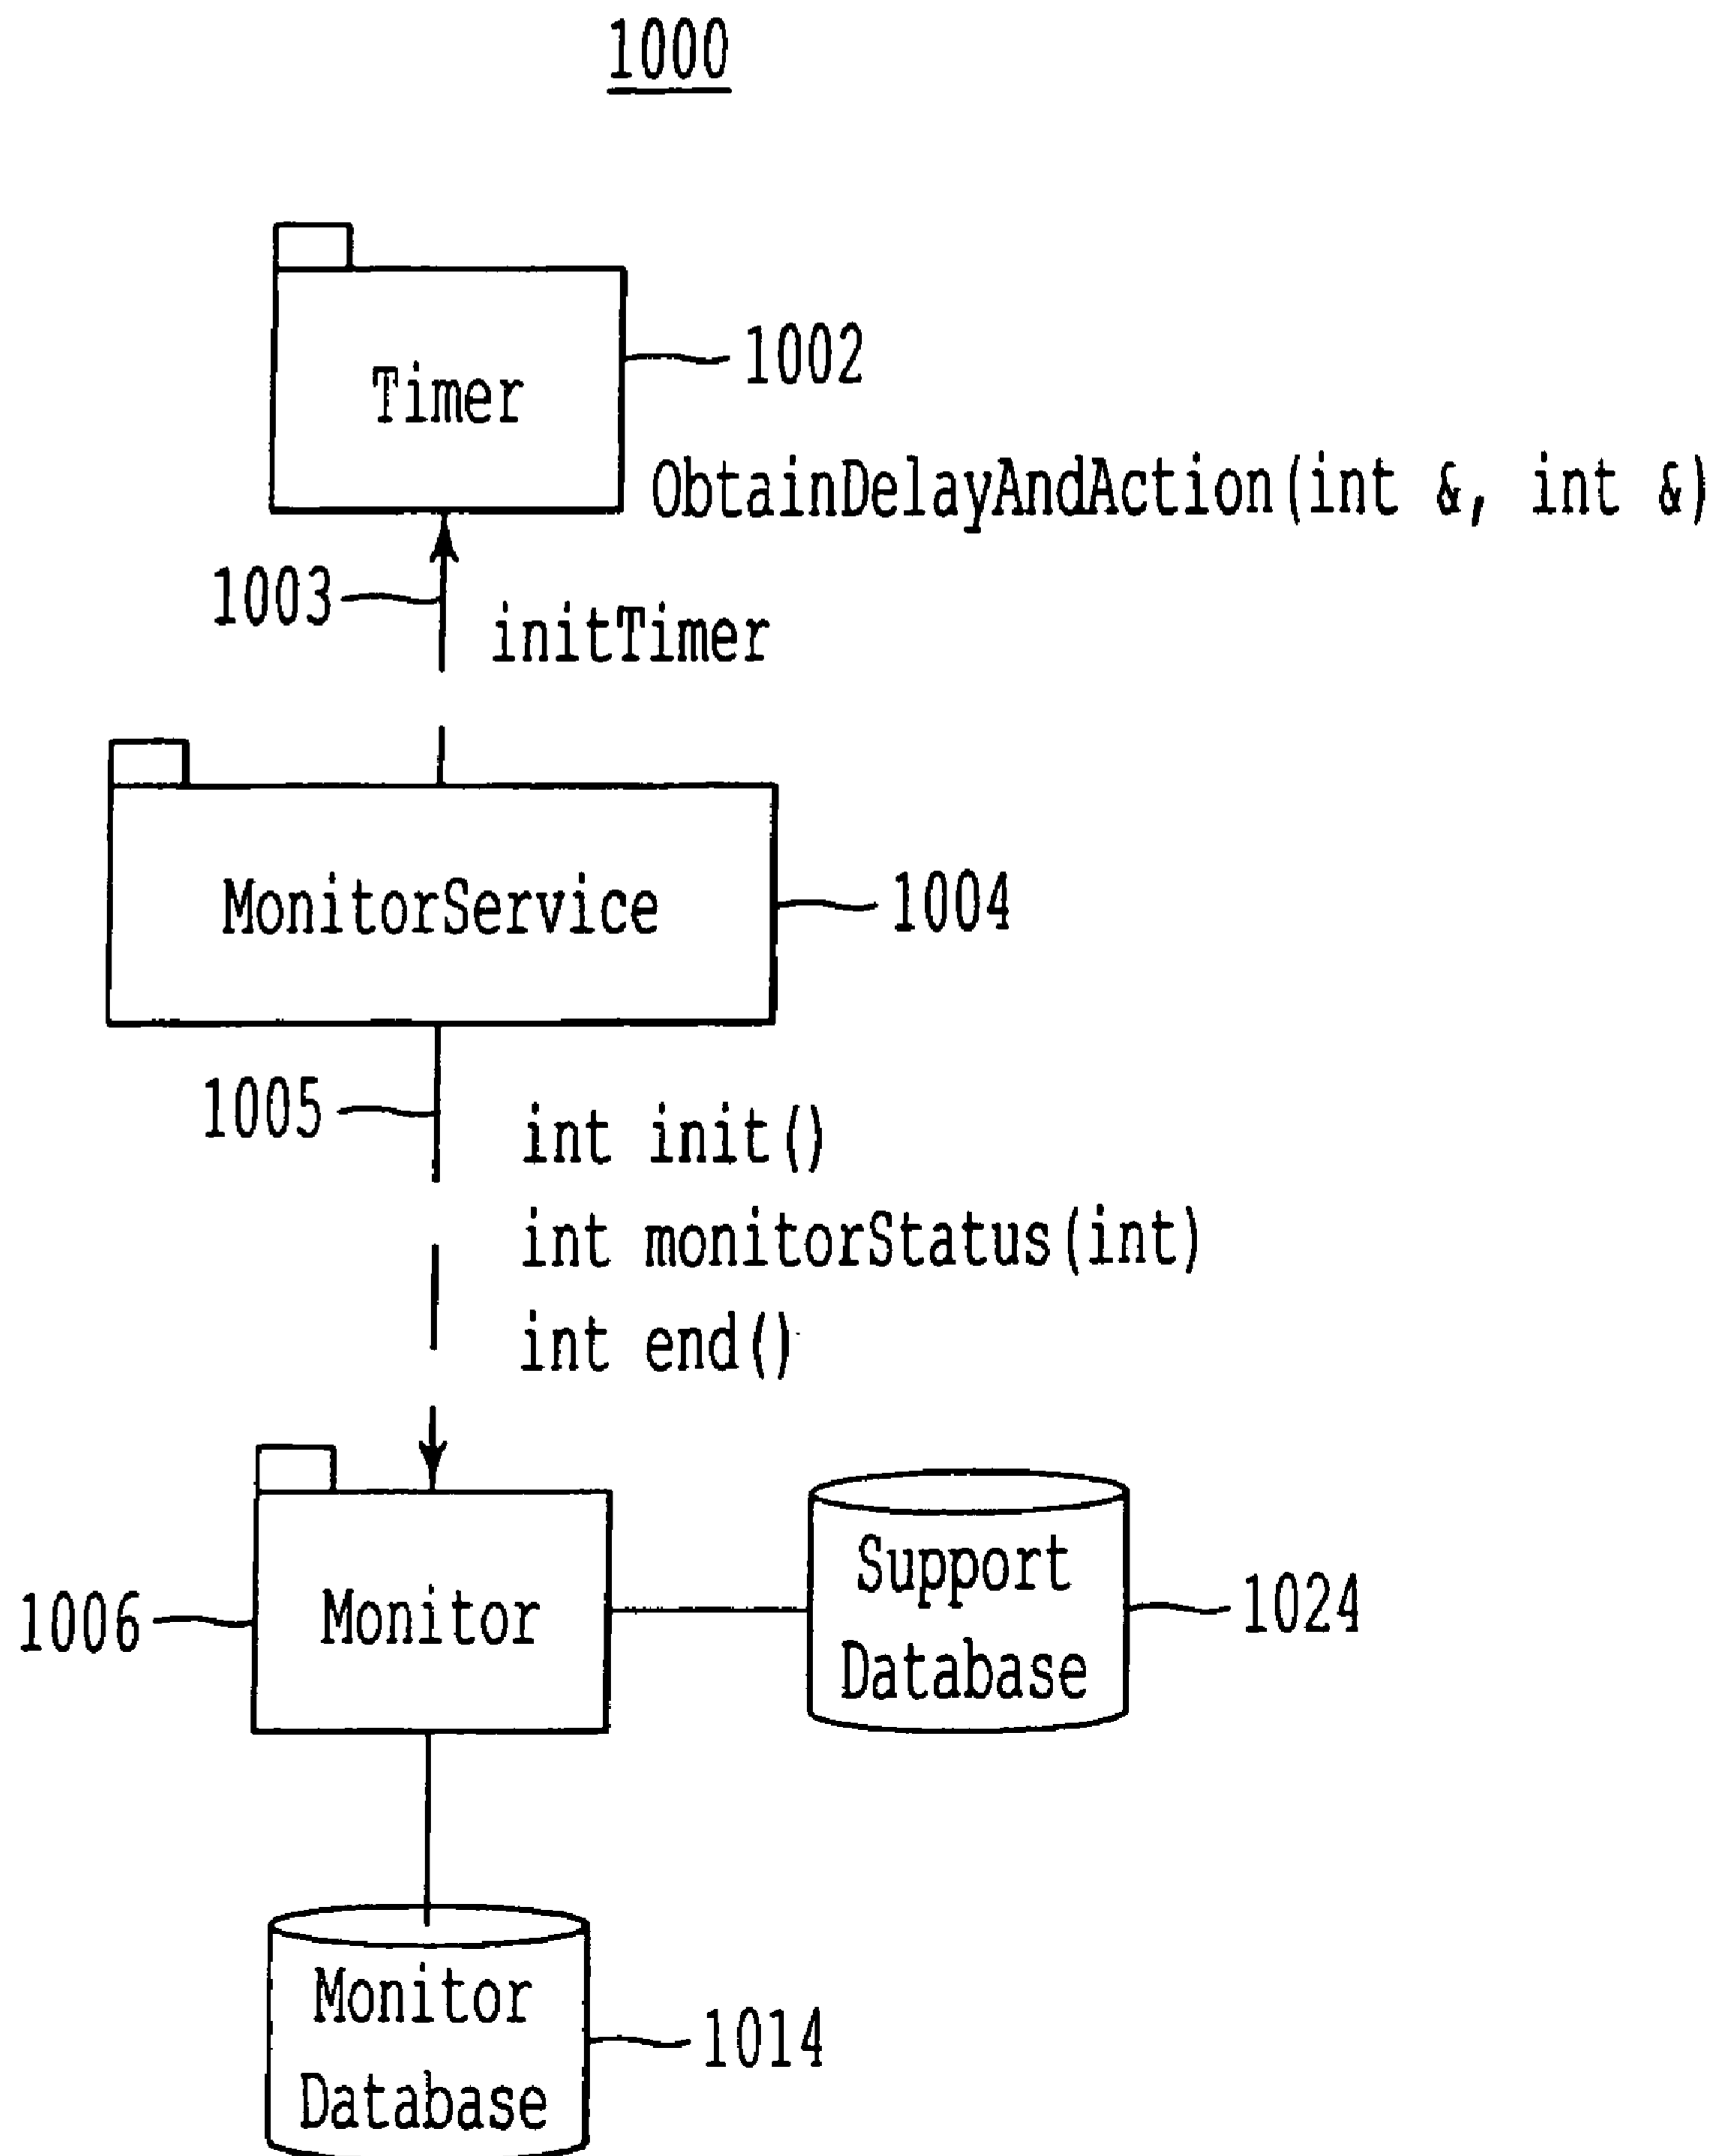 1000
1002
Timer
ObtainDelayAndAction(int &, int &)
1003
initTimer
MonitorService
1004
1005
int init()
int monitorStatus(int)
int end()
Support
1006
Monitor
1024
Database
Monitor
1014
Database